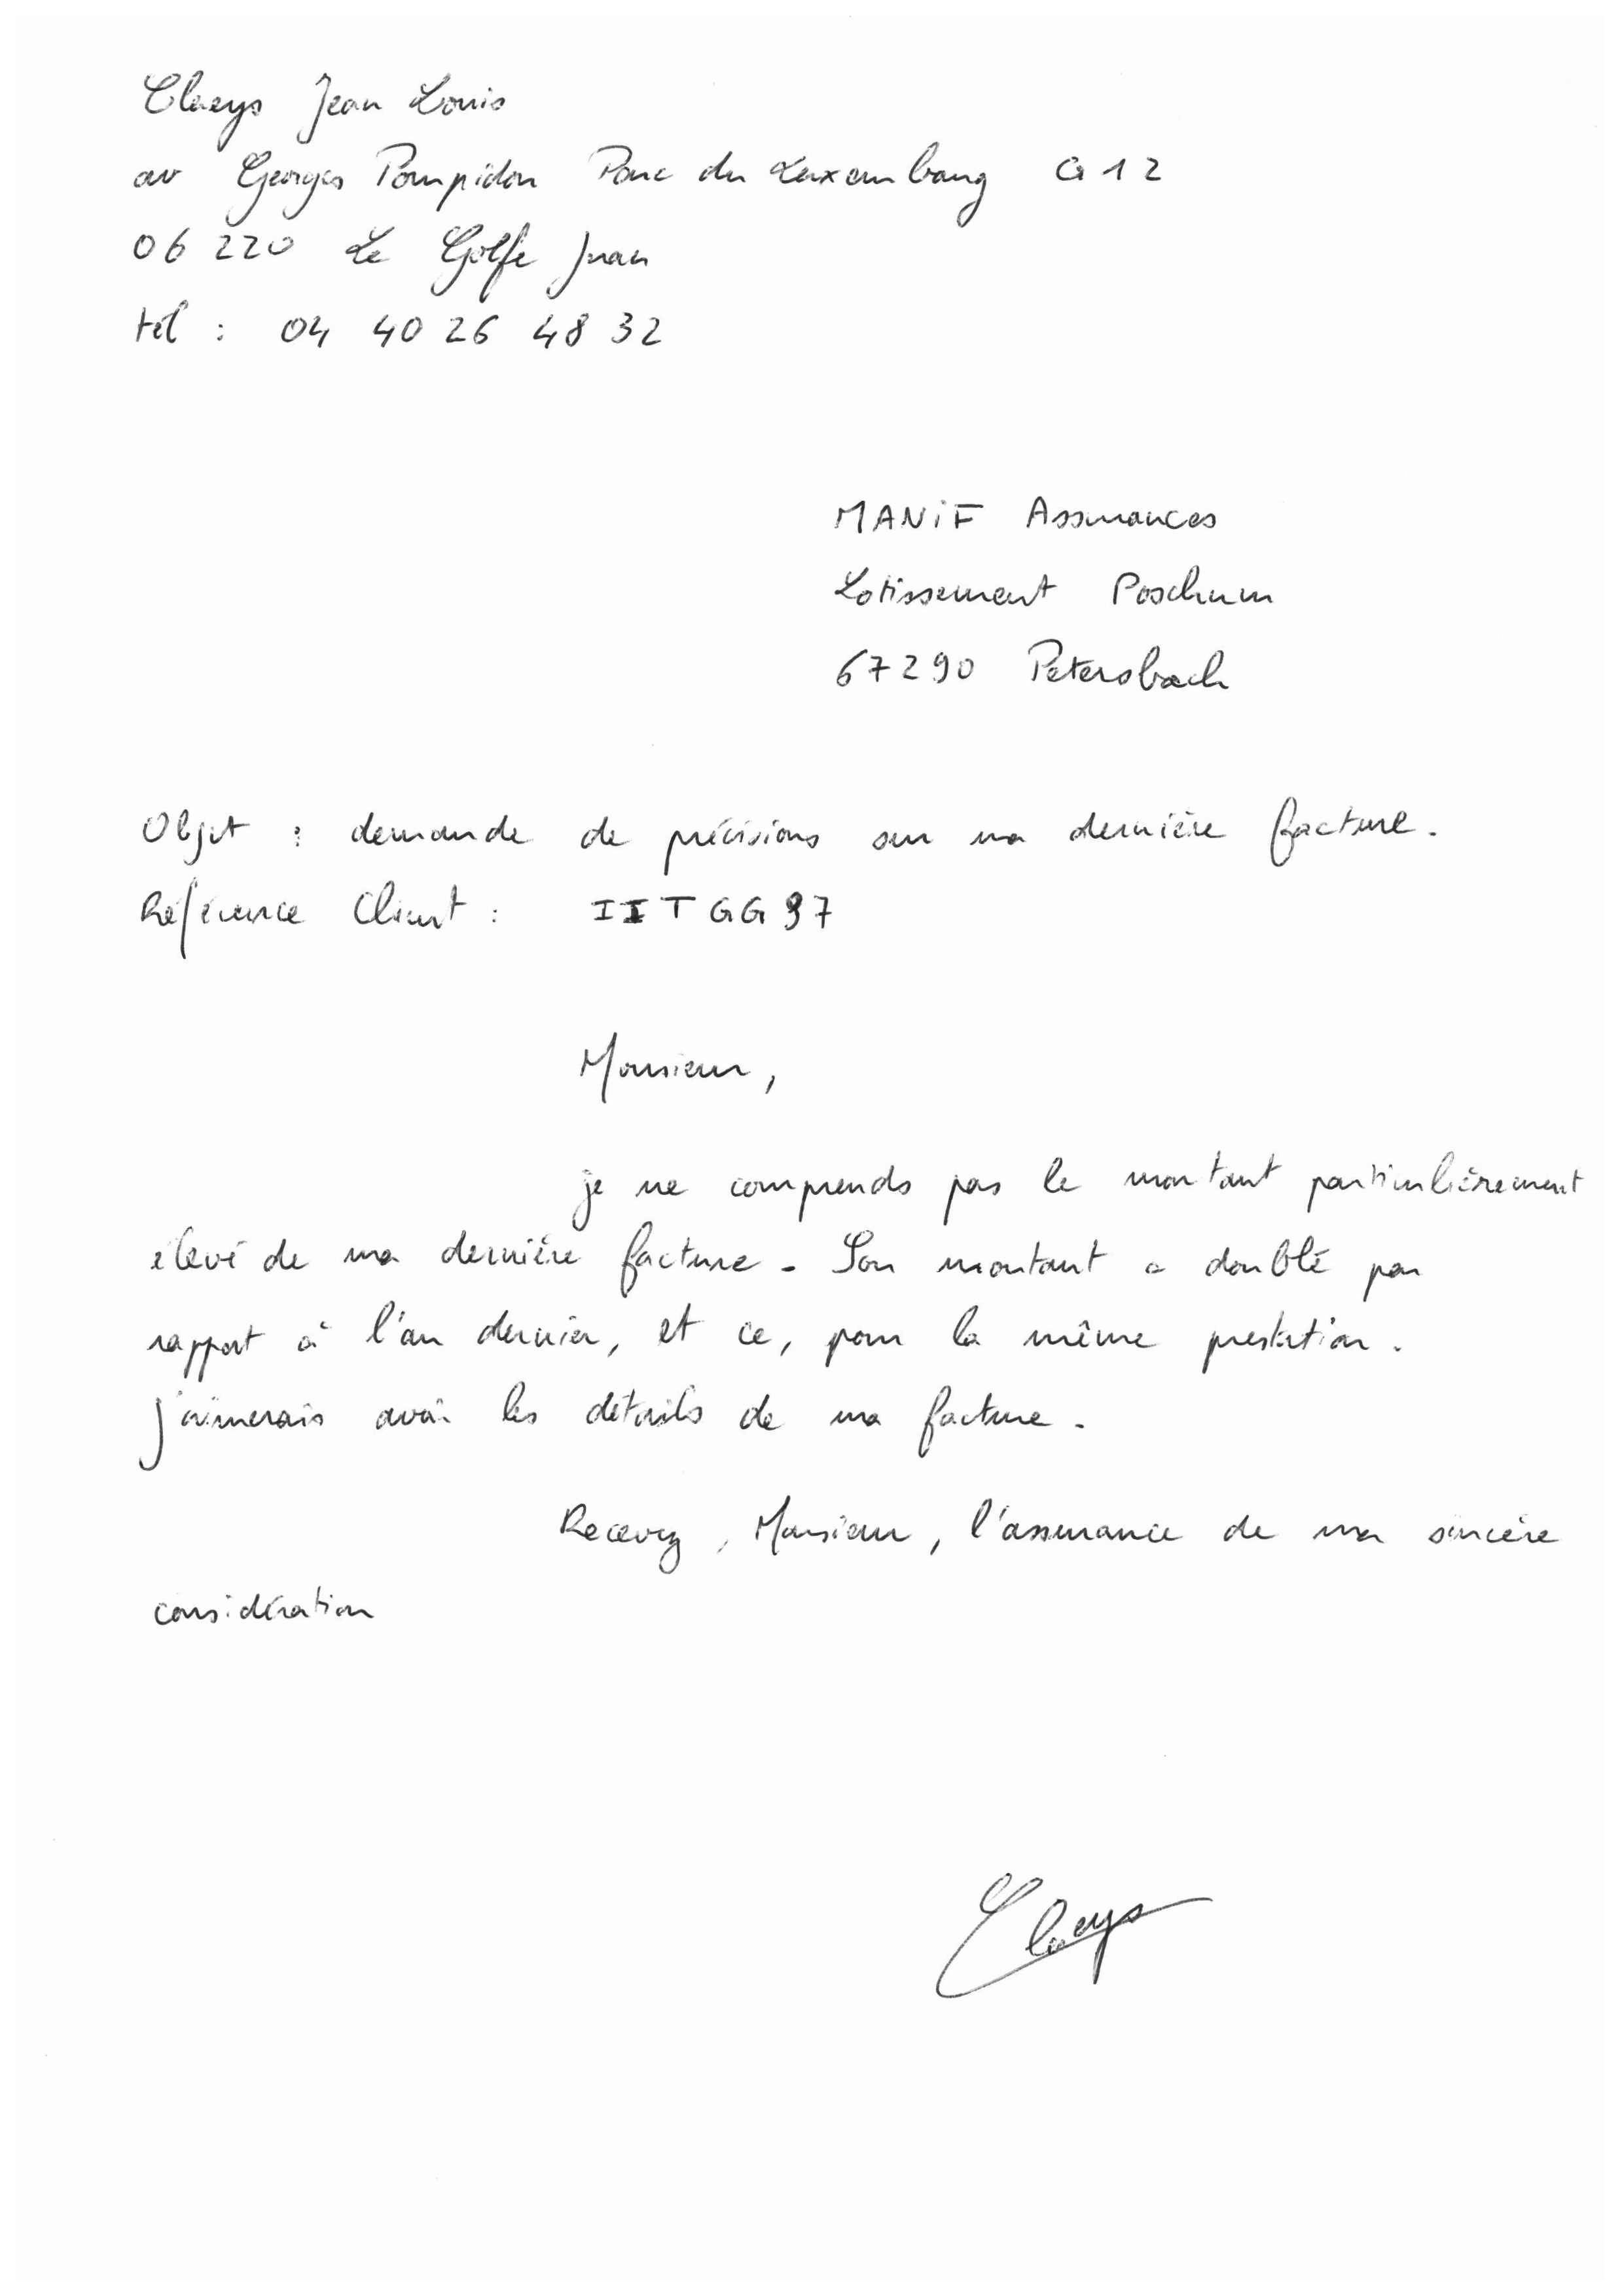 Claeys Jean Louis
av Georges Pompidou Parc du Luxembourg G12
06 220 Le Golfe Juan
tél : 04 40 26 48 32
MANiF Assurances
Lotissement Poschum
67290 Petersbach
Objet : demande de précisions sur ma dernière facture.
Référence Client : IITGG97
Monsieur,
je ne comprends pas le montant particulièrement
élevé de ma dernière facture. Son montant a doublé par
rapport à l'an dernier, et ce, pour la même prestation.
J'aimerais avoir les détails de ma facture.
Recevez, Monsieur, l'assurance de ma sincère
considération
Claeys